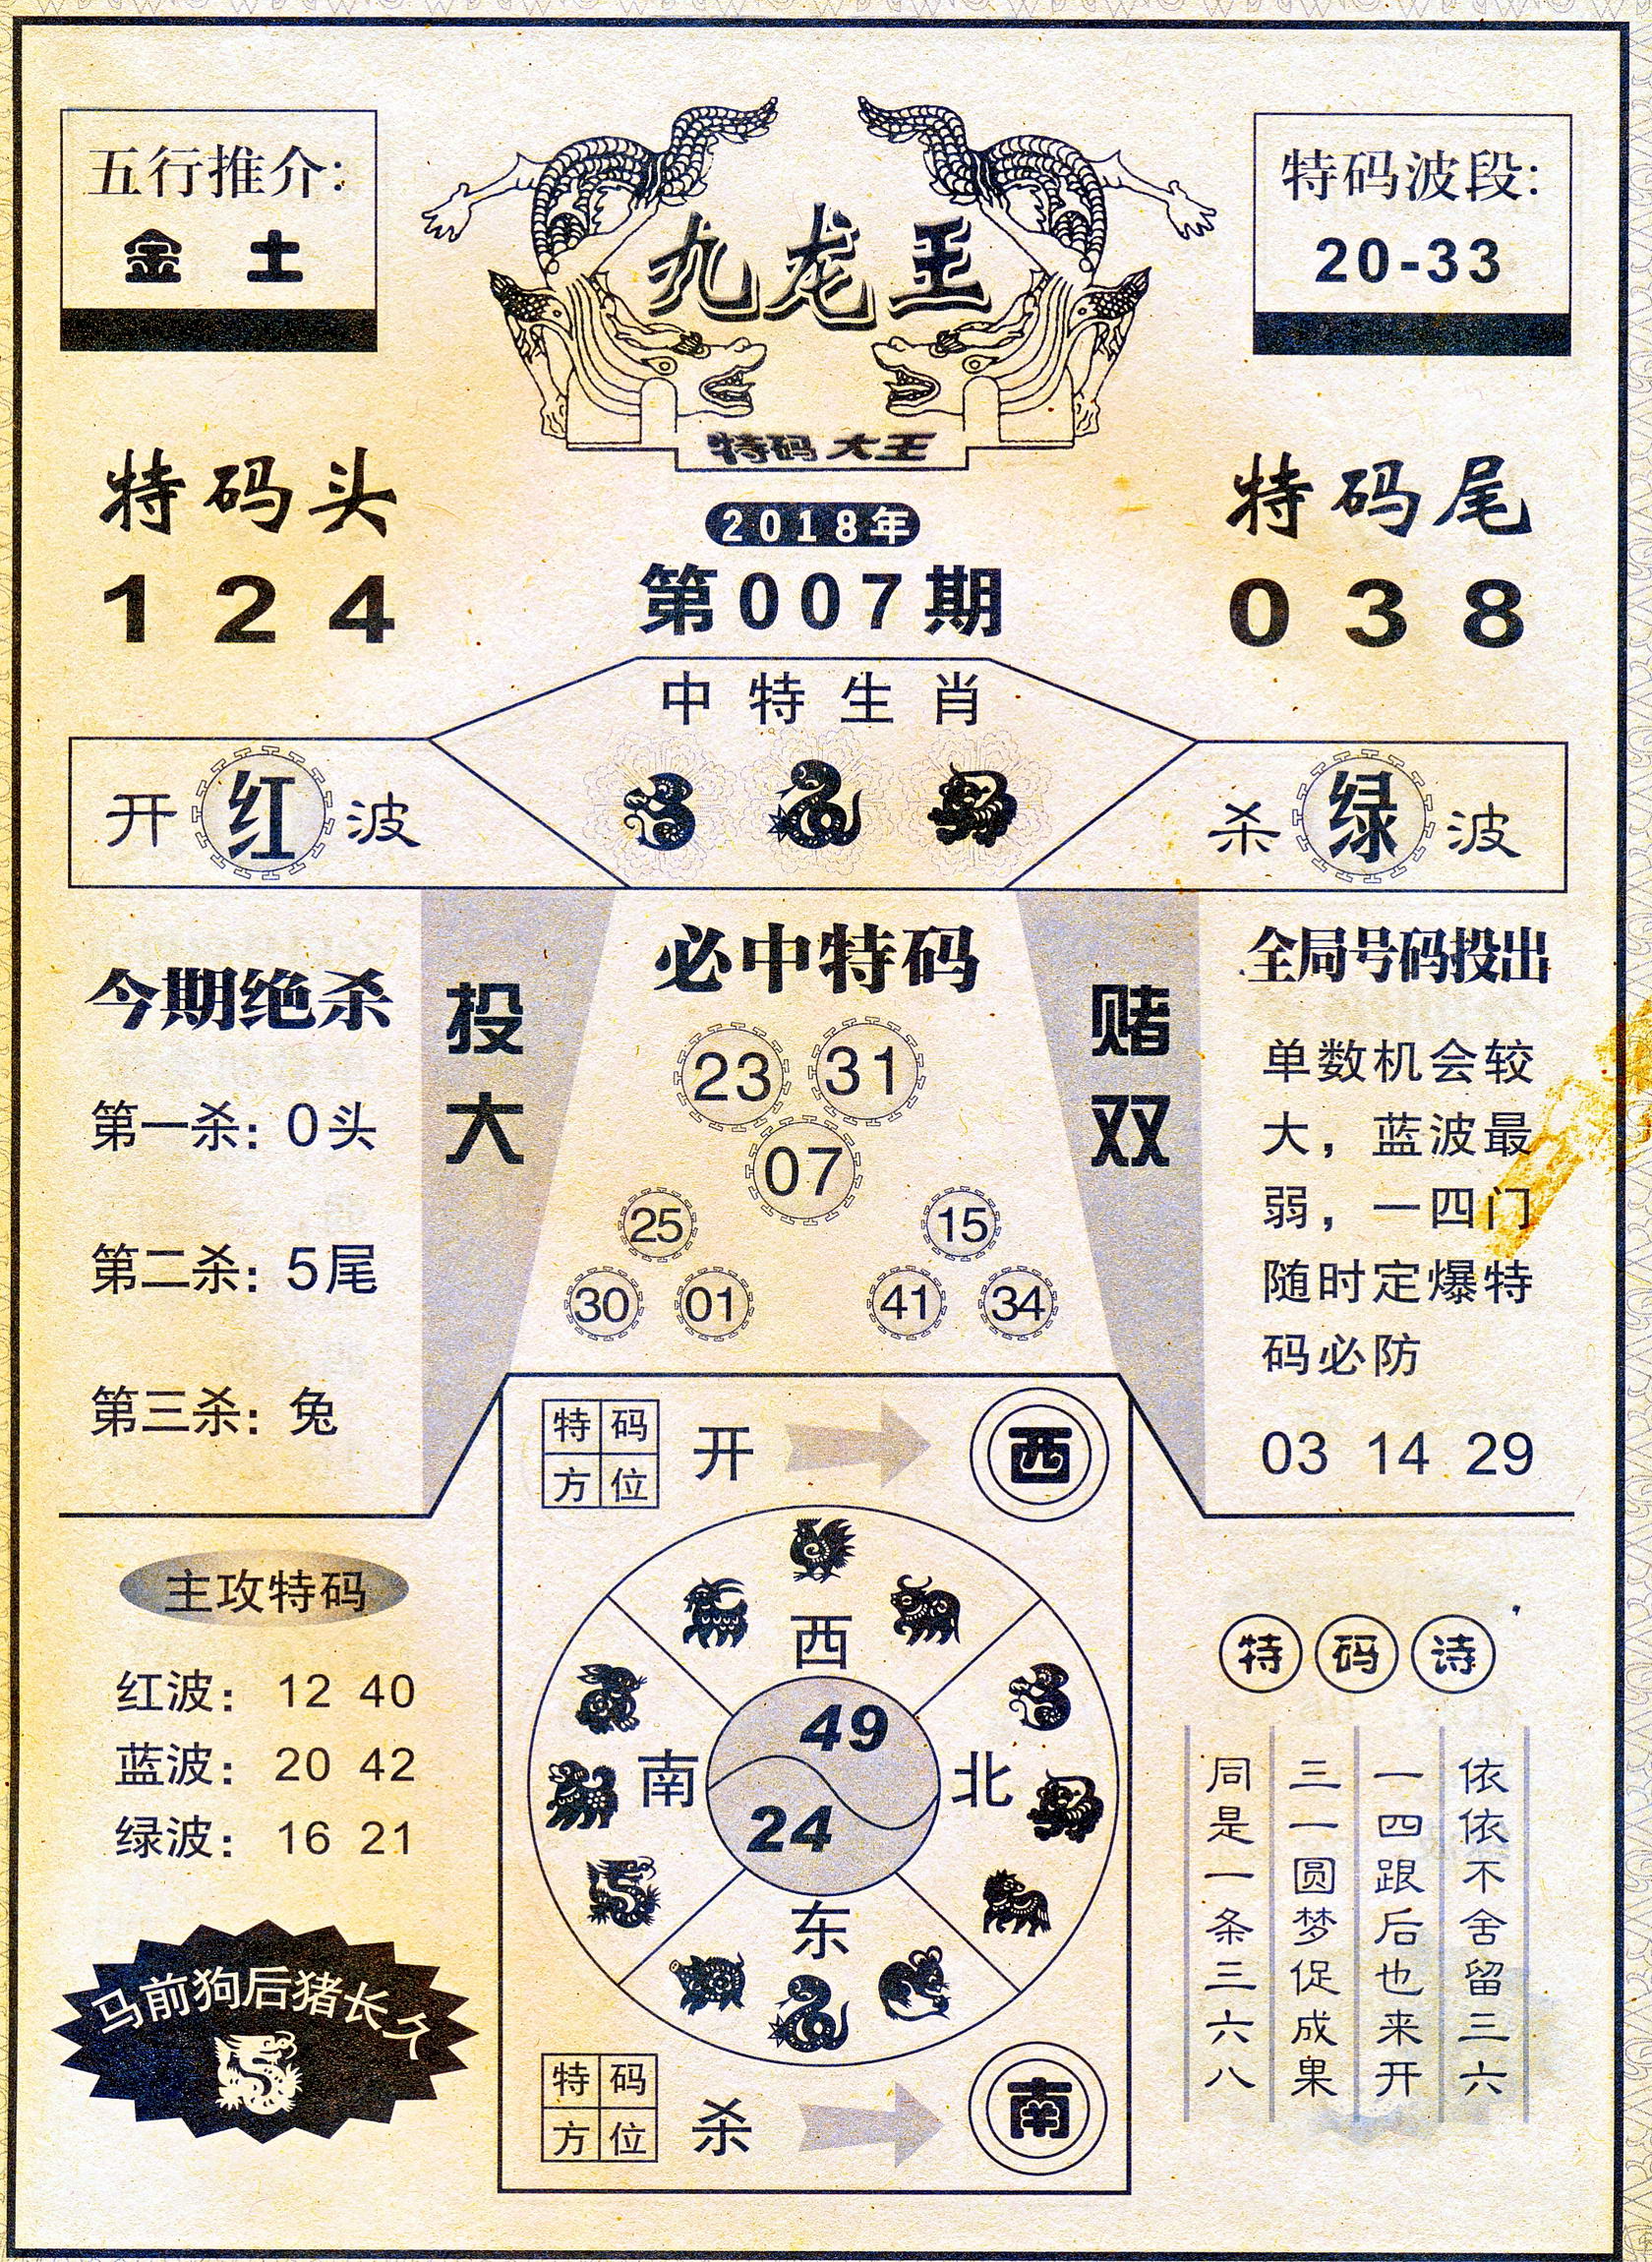 五行推介:
金 土
九龙王
特码大王
特码波段:
20-33
特码头
1 2 4
2018年
第007期
特码尾
0 3 8
中特生肖
开红波
杀绿波
今期绝杀
第一杀: 0头
第二杀: 5尾
第三杀: 兔
投大
必中特码
23 31
07
25 15
30 01 41 34
赌双
全局号码投出
单数机会较
大，蓝波最
弱，一四门
随时定爆特
码必防
03 14 29
特码方位 开 西
西
南 北
东
49
24
特码方位 杀 南
主攻特码
红波: 12 40
蓝波: 20 42
绿波: 16 21
马前狗后猪长久
特码诗
依依不舍留三六
一四跟后也来开
三一圆梦促成果
同是一条三六八